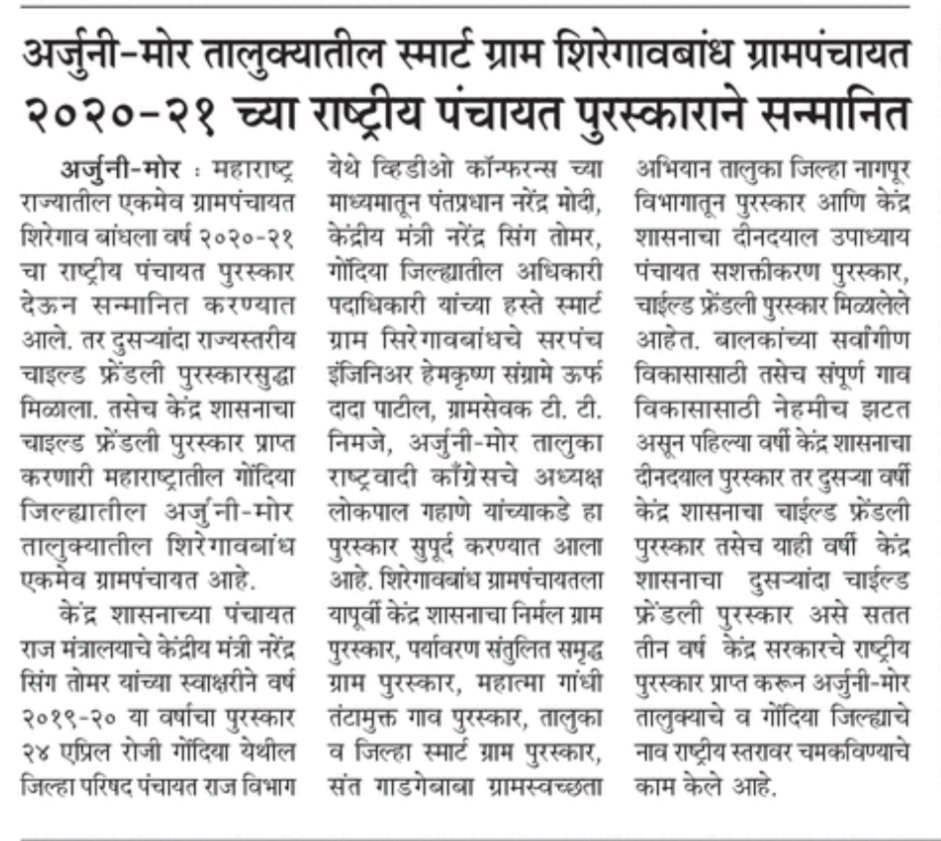 अर्जुनी-मोर तालुक्यातील स्मार्ट ग्राम शिरेगावबांध ग्रामपंचायत
२०२०-२१ च्या राष्ट्रीय पंचायत पुरस्काराने सन्मानित
अर्जुनी-मोर : महाराष्ट्र
राज्यातील एकमेव ग्रामपंचायत
शिरेगाव बांधला वर्ष २०२०-२१
चा राष्ट्रीय पंचायत पुरस्कार
देऊन सन्मानित करण्यात
आले. तर दुसऱ्यांदा राज्यस्तरीय
चाइल्ड फ्रेंडली पुरस्कारसुद्धा
मिळाला. तसेच केंद्र शासनाचा
चाइल्ड फ्रेंडली पुरस्कार प्राप्त
करणारी महाराष्ट्रातील गोंदिया
जिल्ह्यातील अर्जुनी-मोर
तालुक्यातील शिरेगावबांध
एकमेव ग्रामपंचायत आहे.
केंद्र शासनाच्या पंचायत
राज मंत्रालयाचे केंद्रीय मंत्री नरेंद्र
सिंग तोमर यांच्या स्वाक्षरीने वर्ष
२०१९-२० या वर्षाचा पुरस्कार
२४ एप्रिल रोजी गोंदिया येथील
जिल्हा परिषद पंचायत राज विभाग
येथे व्हिडीओ कॉन्फरन्स च्या
माध्यमातून पंतप्रधान नरेंद्र मोदी,
केंद्रीय मंत्री नरेंद्र सिंग तोमर,
गोंदिया जिल्ह्यातील अधिकारी
पदाधिकारी यांच्या हस्ते स्मार्ट
ग्राम सिरेगावबांधचे सरपंच
इंजिनिअर हेमकृष्ण संग्रामे ऊर्फ
दादा पाटील, ग्रामसेवक टी. टी.
निमजे, अर्जुनी-मोर तालुका
राष्ट्रवादी काँग्रेसचे अध्यक्ष
लोकपाल गहाणे यांच्याकडे हा
पुरस्कार सुपूर्द करण्यात आला
आहे. शिरेगावबांध ग्रामपंचायतला
यापूर्वी केंद्र शासनाचा निर्मल ग्राम
पुरस्कार, पर्यावरण संतुलित समृद्ध
ग्राम पुरस्कार, महात्मा गांधी
तंटामुक्त गाव पुरस्कार, तालुका
व जिल्हा स्मार्ट ग्राम पुरस्कार,
संत गाडगेबाबा ग्रामस्वच्छता
अभियान तालुका जिल्हा नागपूर
विभागातून पुरस्कार आणि केंद्र
शासनाचा दीनदयाल उपाध्याय
पंचायत सशक्तीकरण पुरस्कार,
चाईल्ड फ्रेंडली पुरस्कार मिळालेले
आहेत. बालकांच्या सर्वांगीण
विकासासाठी तसेच संपूर्ण गाव
विकासासाठी नेहमीच झटत
असून पहिल्या वर्षी केंद्र शासनाचा
दीनदयाल पुरस्कार तर दुसऱ्या वर्षी
केंद्र शासनाचा चाईल्ड फ्रेंडली
पुरस्कार तसेच याही वर्षी केंद्र
शासनाचा दुसऱ्यांदा चाईल्ड
फ्रेंडली पुरस्कार असे सतत
तीन वर्ष केंद्र सरकारचे राष्ट्रीय
पुरस्कार प्राप्त करून अर्जुनी-मोर
तालुक्याचे व गोंदिया जिल्ह्याचे
नाव राष्ट्रीय स्तरावर चमकविण्याचे
काम केले आहे.